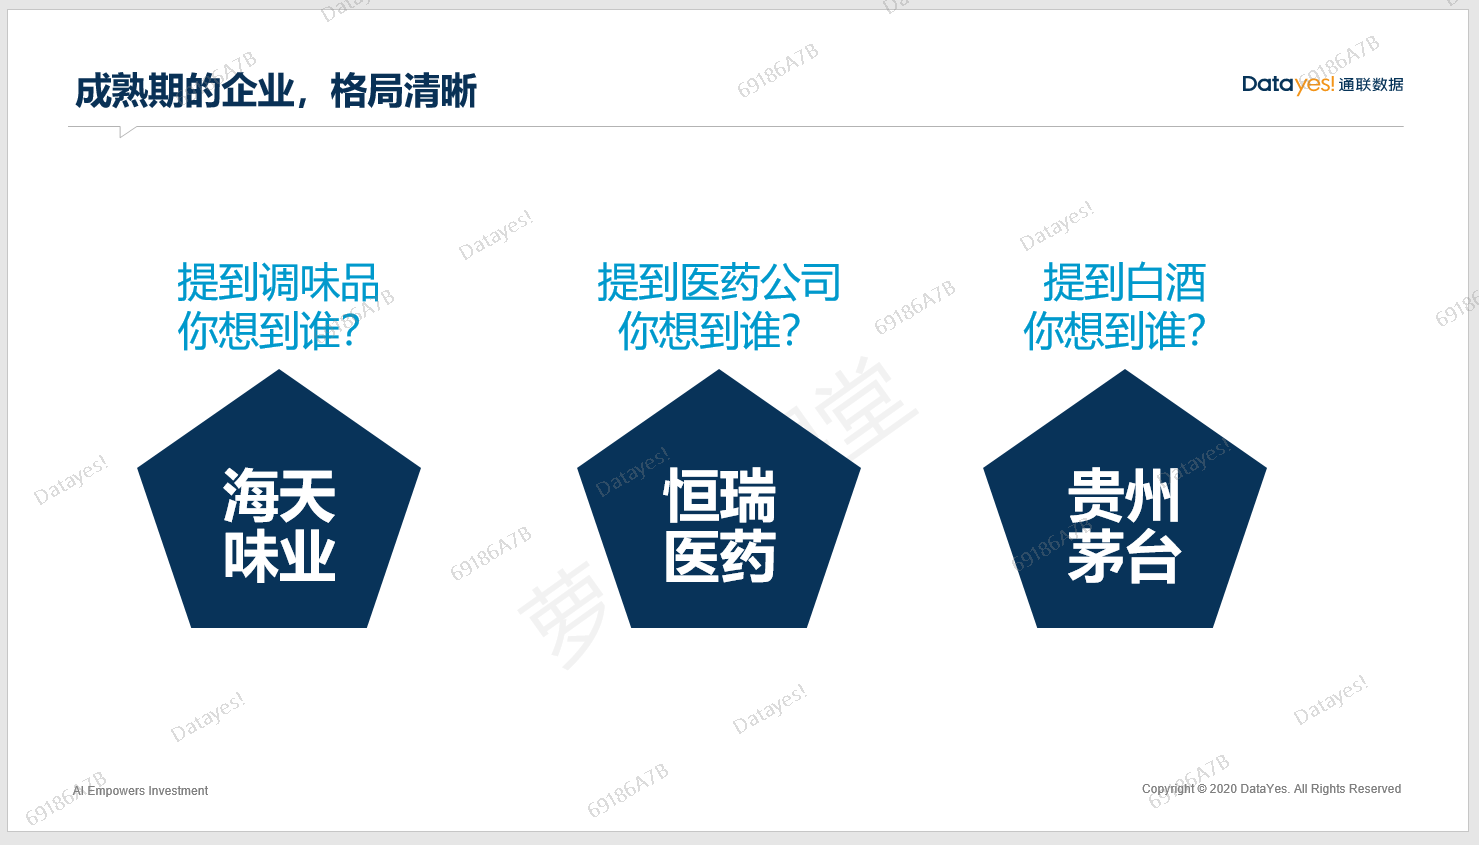 成熟期的企业，格局清晰
Datayes!通联数据
提到调味品
你想到谁？
提到医药公司
你想到谁？
提到白酒
你想到谁？
海天
味业
恒瑞
医药
贵州
茅台
AI Empowers Investment
Copyright © 2020 DataYes. All Rights Reserved
69186A7B
69186A7B
69186A7B
Datayes!
Datayes!
69186A7B
69186A7B
Datayes!
Datayes!
Datayes!
69186A7B
69186A7B
Datayes!
Datayes!
Datayes!
69186A7B
69186A7B
69186A7B
萝
堂